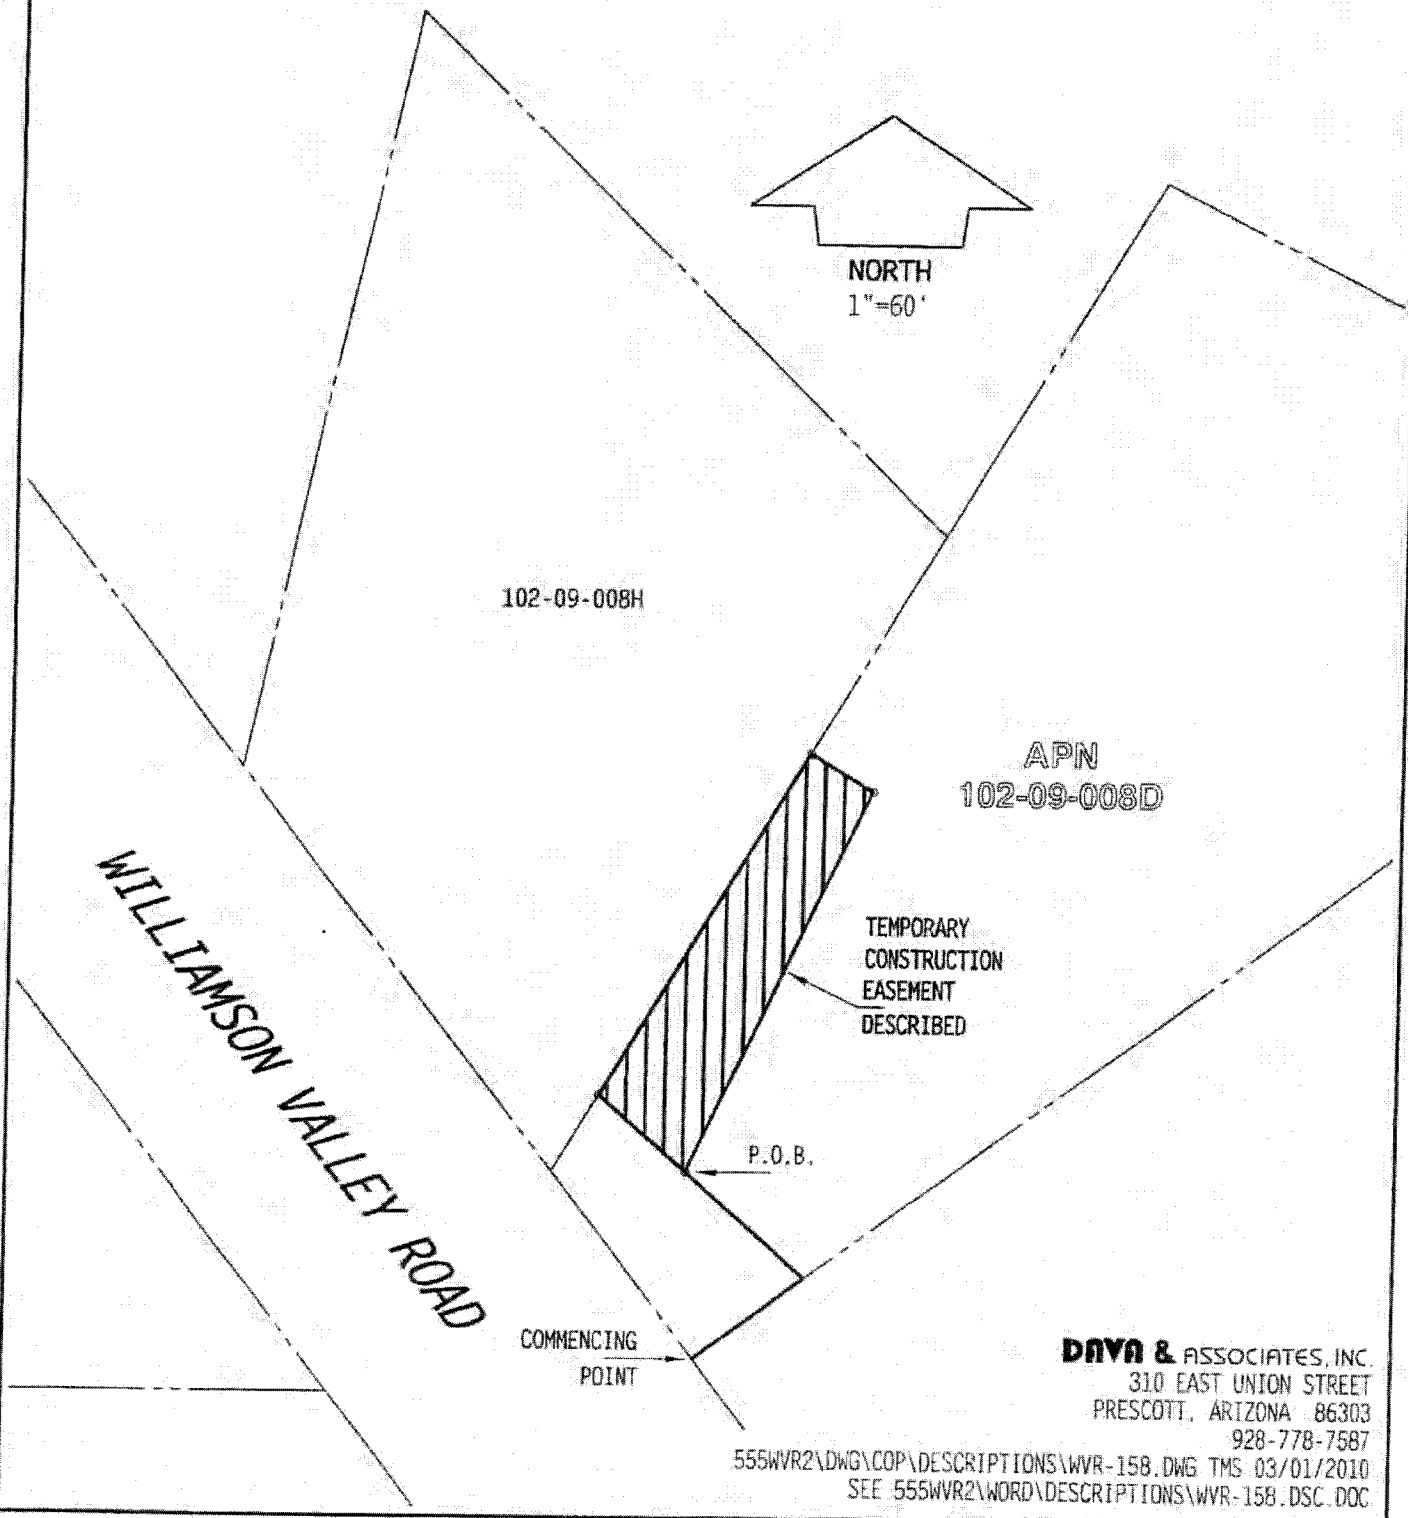 NORTH
1"=60'
102-09-008H
APN
102-09-008D
TEMPORARY
CONSTRUCTION
EASEMENT
DESCRIBED
P.O.B.
WILLIAMSON VALLEY ROAD
COMMENCING
POINT
DAVA & ASSOCIATES, INC.
310 EAST UNION STREET
PRESCOTT, ARIZONA 86303
928-778-7587
555WVR2\DWG\COP\DESCRIPTIONS\WVR-158.DWG TMS 03/01/2010
SEE 555WVR2\WORD\DESCRIPTIONS\WVR-158.DSC.DOC